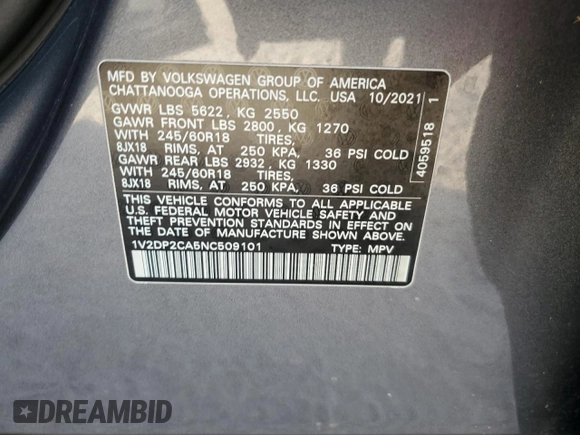 MFD BY VOLKSWAGEN GROUP OF AMERICA
CHATTANOOGA OPERATIONS, LLC. USA 10/2021
GVWR LBS 5622, KG 2550
GAWR FRONT LBS 2800, KG 1270
WITH 245/60R18 TIRES,
8JX18 RIMS, AT 250 KPA, 36 PSI COLD
GAWR REAR LBS 2932, KG 1330
WITH 245/60R18 TIRES,
8JX18 RIMS, AT 250 KPA, 36 PSI COLD
THIS VEHICLE CONFORMS TO ALL APPLICABLE
U.S. FEDERAL MOTOR VEHICLE SAFETY AND
THEFT PREVENTION STANDARDS IN EFFECT ON
THE DATE OF MANUFACTURE SHOWN ABOVE
1V2DP2CA5NC509101 TYPE: MPV
4059518 1
DREAMBID